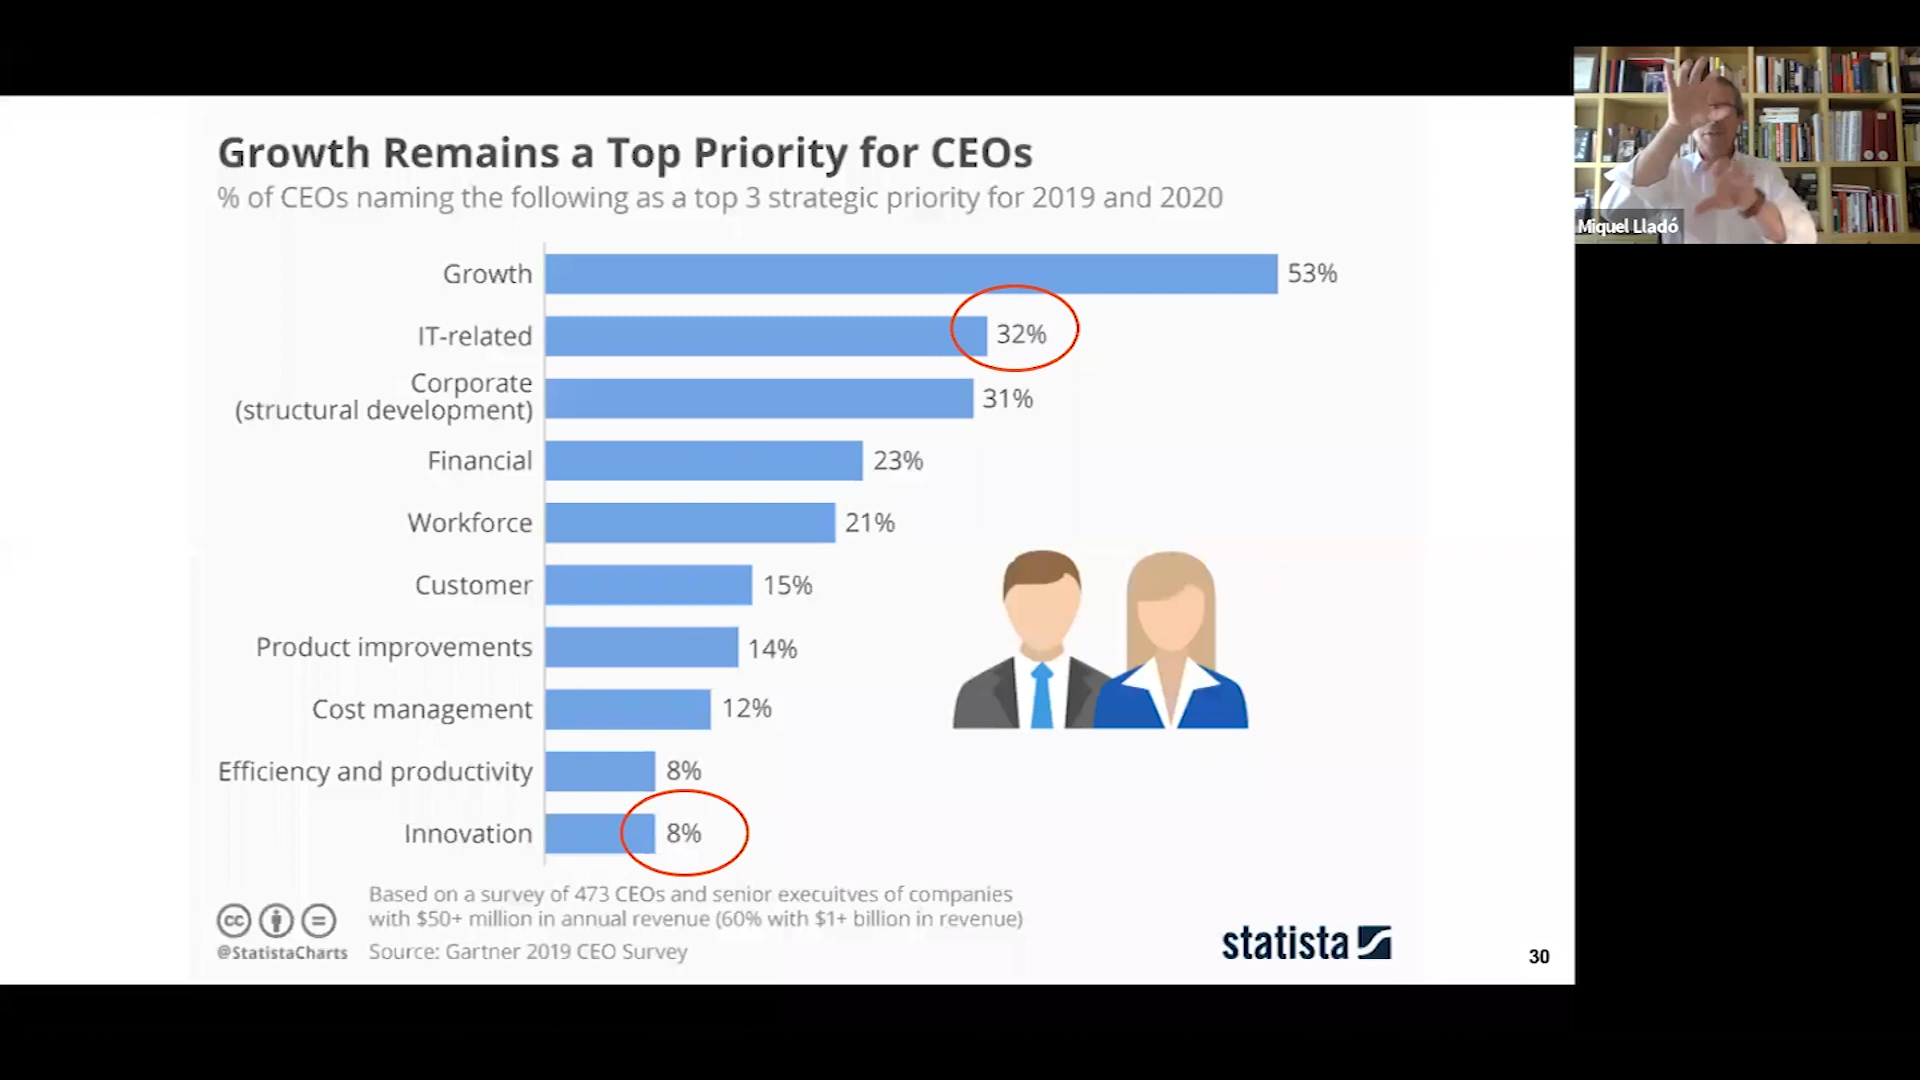 Growth Remains a Top Priority for CEOs
% of CEOs naming the following as a top 3 strategic priority for 2019 and 2020
Growth 53%
IT-related 32%
Corporate
(structural development) 31%
Financial 23%
Workforce 21%
Customer 15%
Product improvements 14%
Cost management 12%
Efficiency and productivity 8%
Innovation 8%
Based on a survey of 473 CEOs and senior execuitves of companies
with $50+ million in annual revenue (60% with $1+ billion in revenue)
cc
@StatistaCharts
Source: Gartner 2019 CEO Survey
statista
30
Miquel Lladó